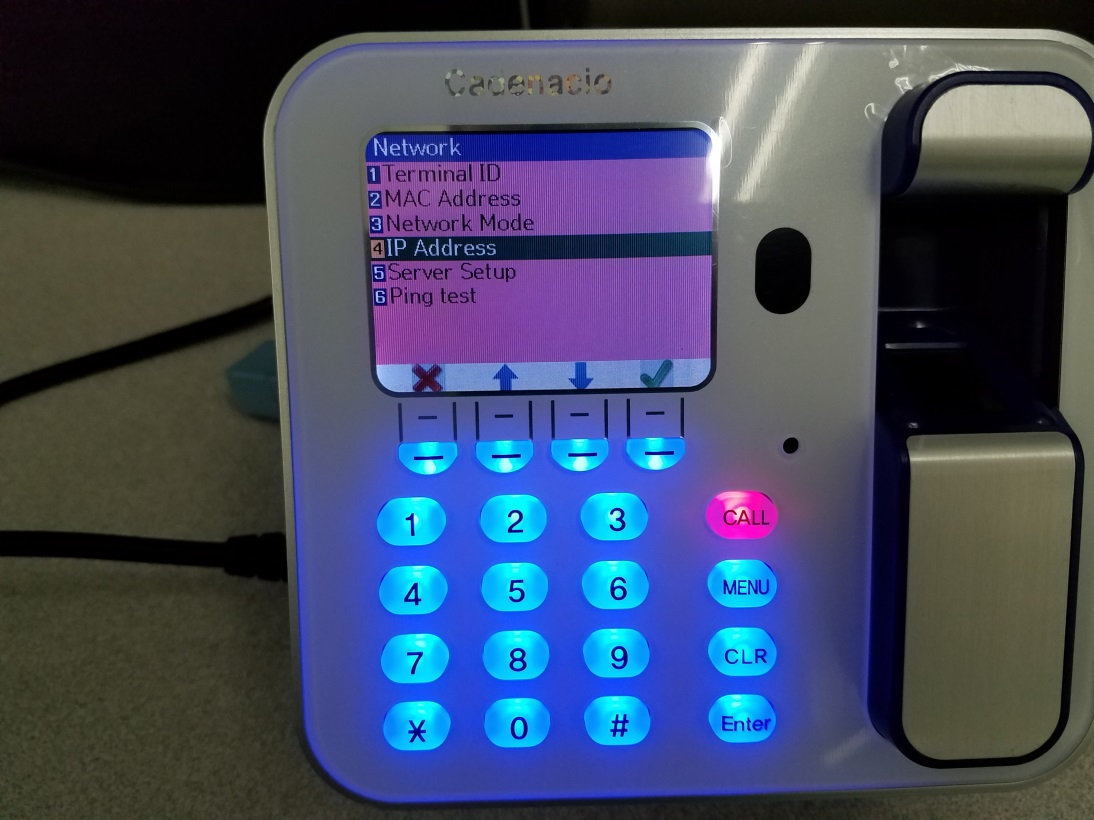 Cadenacio
Network
1 Terminal ID
2 MAC Address
3 Network Mode
4 IP Address
5 Server Setup
6 Ping test
1 2 3 CALL
4 5 6 MENU
7 8 9 CLR
* 0 # Enter